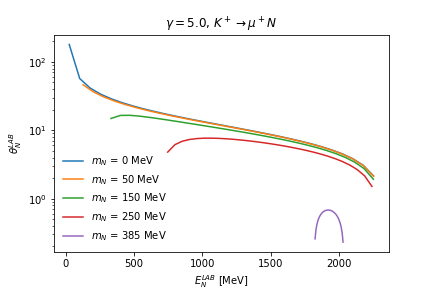 γ = 5.0, K⁺ → μ⁺ N
θ_N^LAB
10²
10¹
10⁰
m_N = 0 MeV
m_N = 50 MeV
m_N = 150 MeV
m_N = 250 MeV
m_N = 385 MeV
0 500 1000 1500 2000
E_N^LAB [MeV]